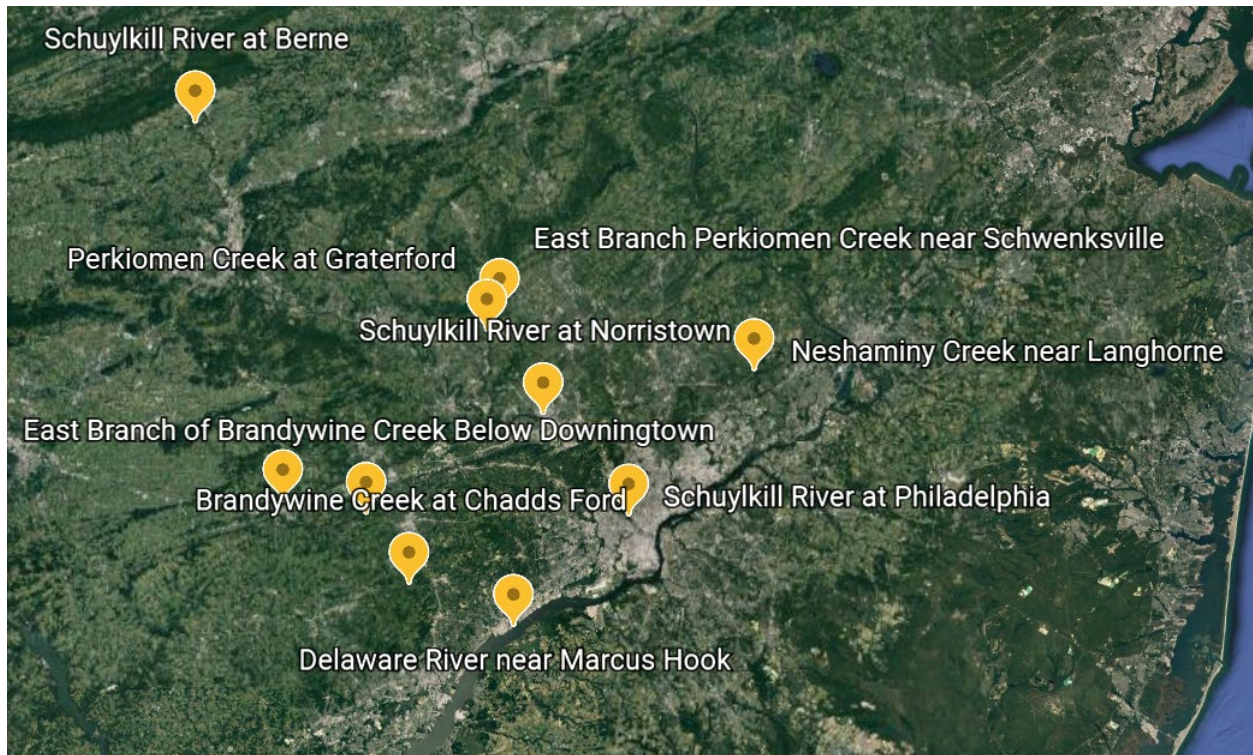 Schuylkill River at Berne
East Branch Perkiomen Creek near Schwenksville
Perkiomen Creek at Graterford
Schuylkill River at Norristown
Neshaminy Creek near Langhorne
East Branch of Brandywine Creek Below Downingtown
Brandywine Creek at Chadds Ford
Schuylkill River at Philadelphia
Delaware River near Marcus Hook